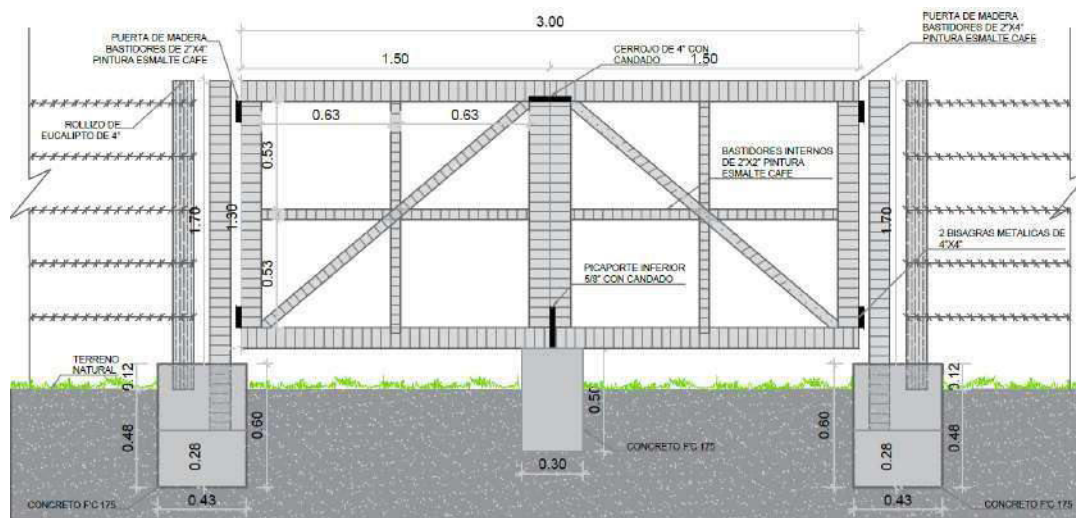 3.00
PUERTA DE MADERA
BASTIDORES DE 2"X4"
PINTURA ESMALTE CAFE
1.50
CERROJO DE 4" CON
CANDADO
1.50
PUERTA DE MADERA
BASTIDORES DE 2"X4"
PINTURA ESMALTE CAFE
ROLLIZO DE
EUCALIPTO DE 4"
0.63
0.63
0.53
BASTIDORES INTERNOS
DE 2"X2" PINTURA
ESMALTE CAFE
1.70
1.30
1.70
2 BISAGRAS METALICAS DE
4"X4"
0.53
PICAPORTE INFERIOR
5/8" CON CANDADO
TERRENO
NATURAL
0.12
0.12
0.48
0.60
0.50
0.60
0.48
0.28
CONCRETO F'C 175
0.28
0.30
CONCRETO F'C 175
0.43
0.43
CONCRETO F'C 175